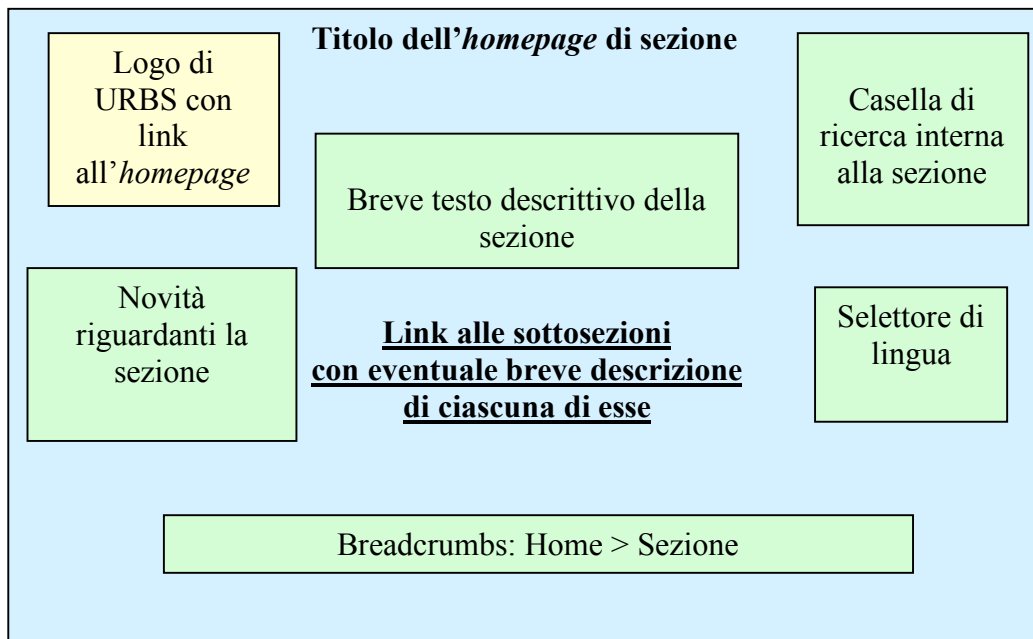 Titolo dell’homepage di sezione
Logo di
URBS con
link
all’homepage
Casella di
ricerca interna
alla sezione
Breve testo descrittivo della
sezione
Novità
riguardanti la
sezione
Link alle sottosezioni
con eventuale breve descrizione
di ciascuna di esse
Selettore di
lingua
Breadcrumbs: Home > Sezione